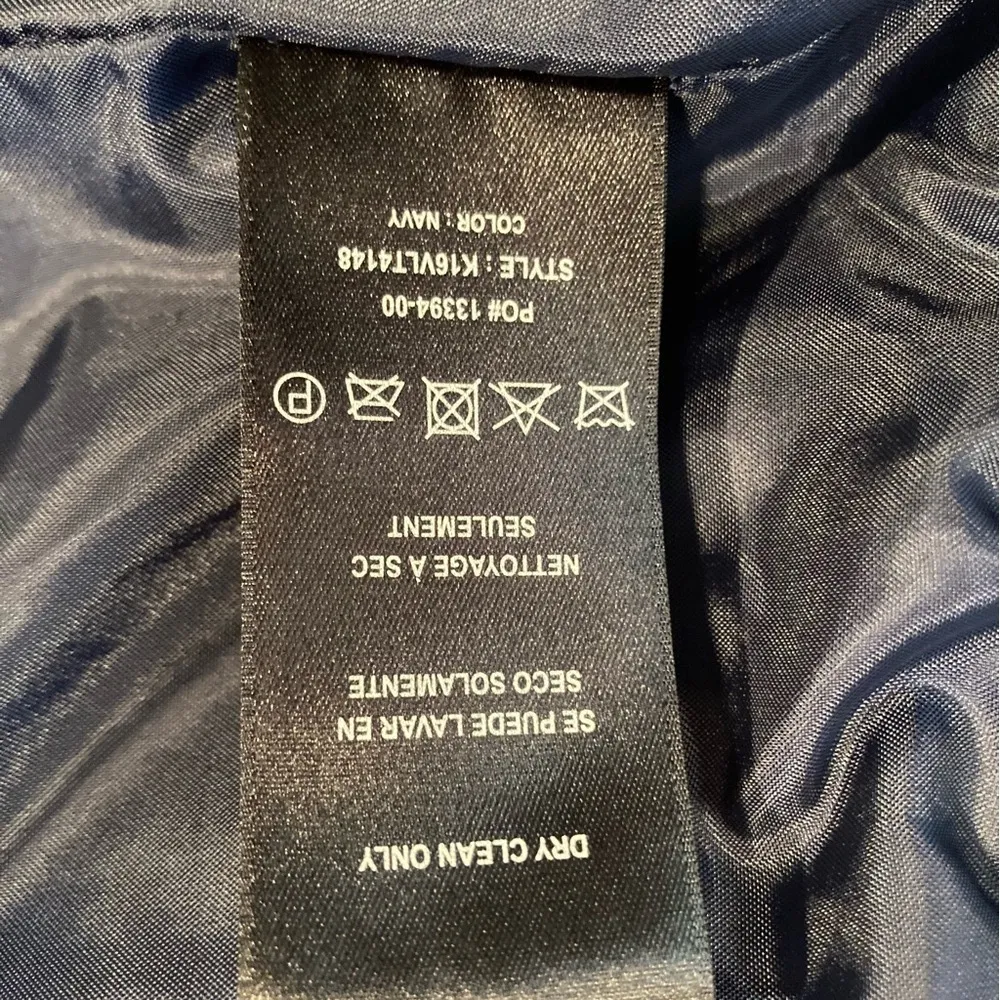 DRY CLEAN ONLY
SE PUEDE LAVAR EN
SECO SOLAMENTE
NETTOYAGE À SEC
SEULEMENT
P
PO# 13394-00
STYLE : K16VLT4148
COLOR : NAVY